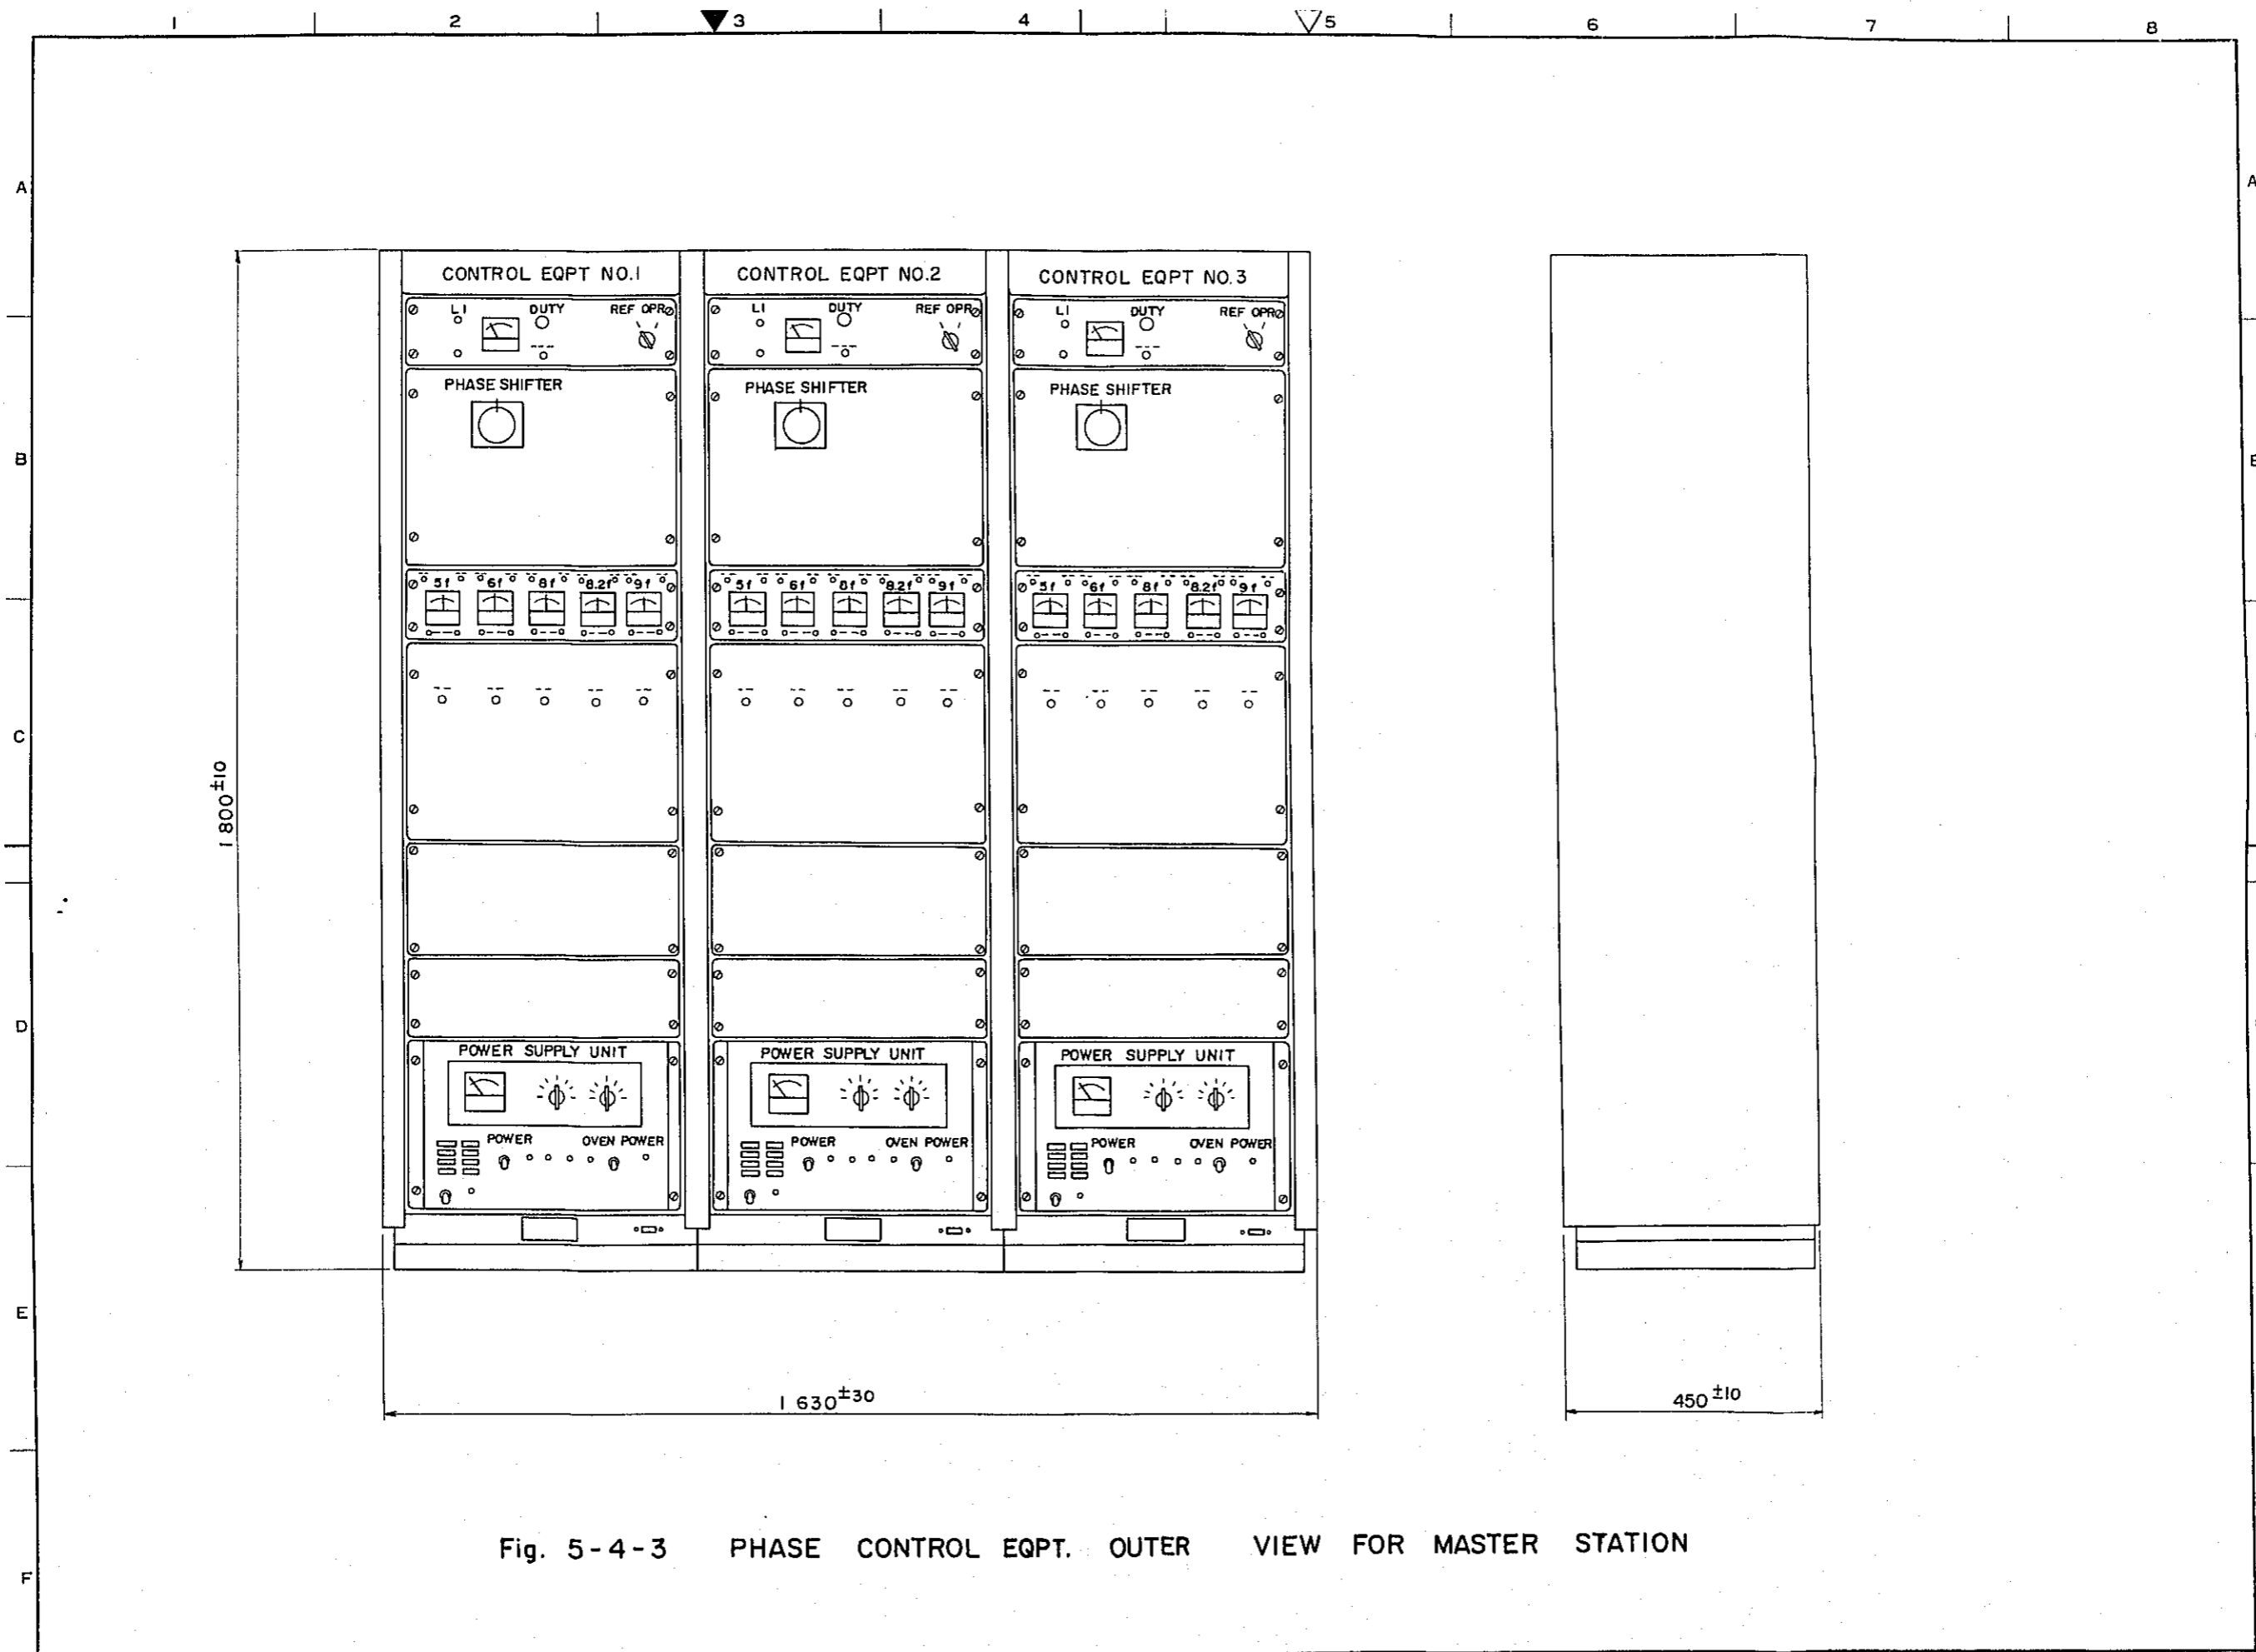 1 2 3 4 5 6 7 8
A A
CONTROL EQPT NO.1 CONTROL EQPT NO.2 CONTROL EQPT NO.3
L1 DUTY REF OPR L1 DUTY REF OPR L1 DUTY REF OPR
PHASE SHIFTER PHASE SHIFTER PHASE SHIFTER
B
5f 6f 8f 8.2f 9f 5f 6f 8f 8.2f 9f 5f 6f 8f 8.2f 9f
C
1 800±10
D
POWER SUPPLY UNIT POWER SUPPLY UNIT POWER SUPPLY UNIT
POWER OVEN POWER POWER OVEN POWER POWER OVEN POWER
E
1 630±30 450±10
Fig. 5-4-3 PHASE CONTROL EQPT. OUTER VIEW FOR MASTER STATION
F